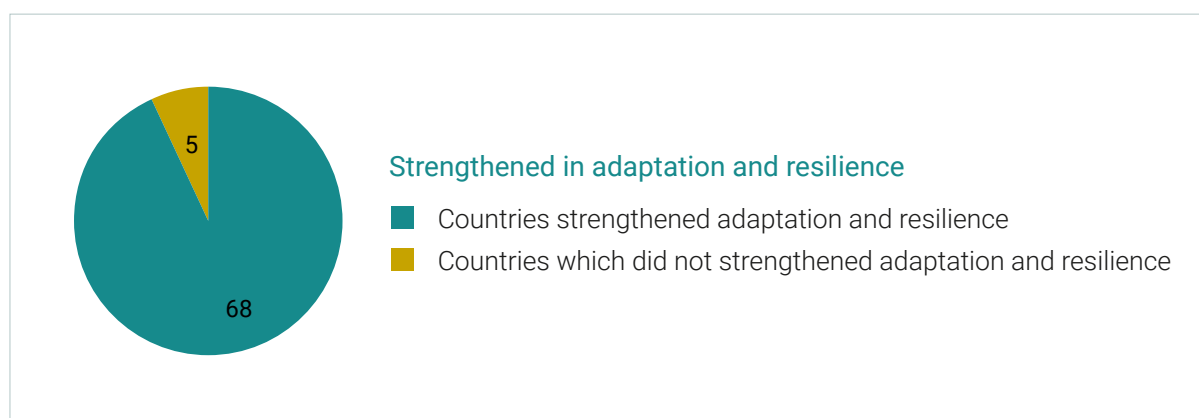 5
68
Strengthened in adaptation and resilience
Countries strengthened adaptation and resilience
Countries which did not strengthened adaptation and resilience